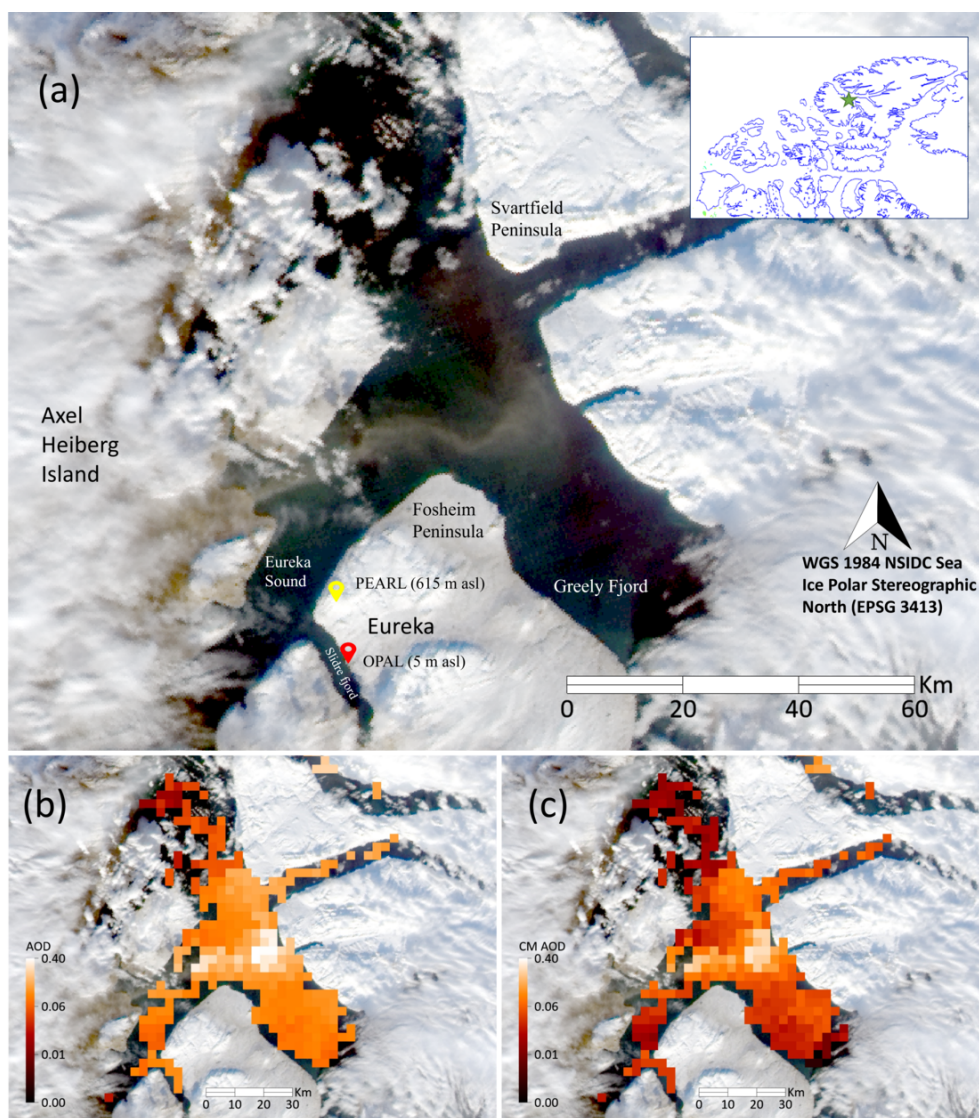 (a)
Svartfield
Peninsula
Axel
Heiberg
Island
Fosheim
Peninsula
Eureka
Sound
PEARL (615 m asl)
Greely Fjord
Eureka
OPAL (5 m asl)
Slidre fjord
N
WGS 1984 NSIDC Sea
Ice Polar Stereographic
North (EPSG 3413)
Km
0 20 40 60
(b)
AOD
0.40
0.06
0.01
0.00
Km
0 10 20 30
(c)
CM AOD
0.40
0.06
0.01
0.00
Km
0 10 20 30